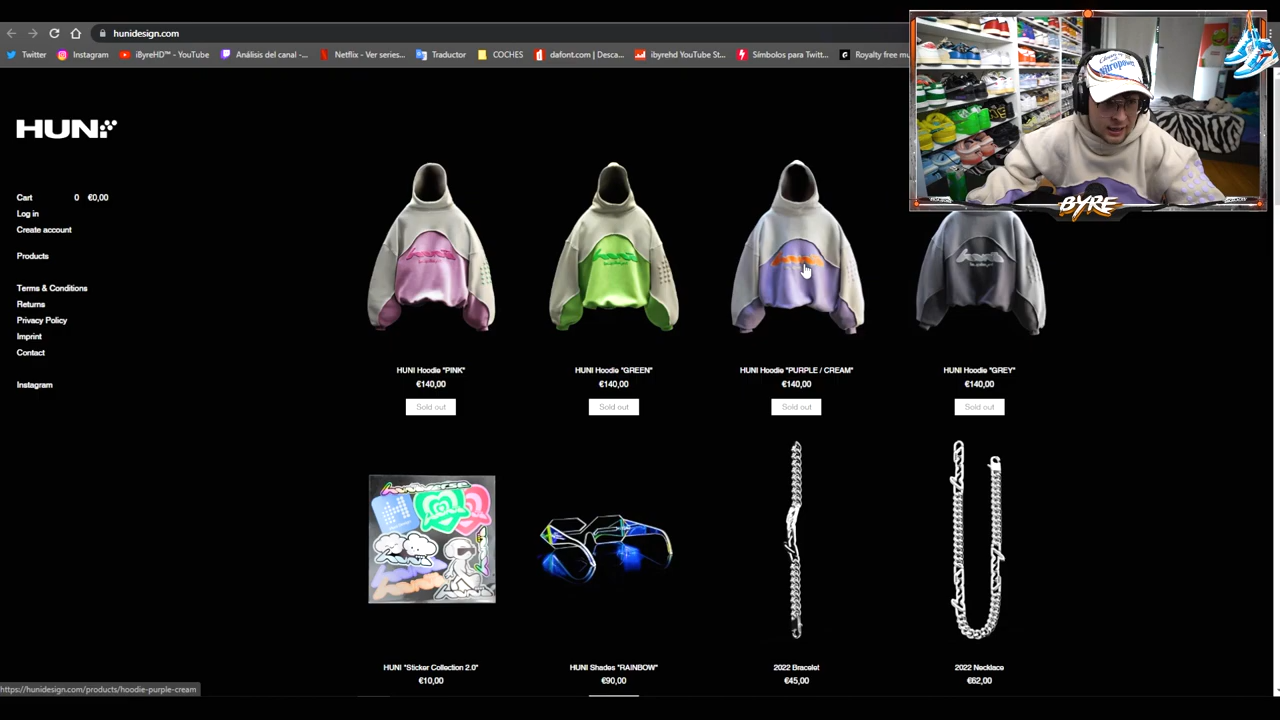 hunidesign.com
Twitter
Instagram
iByreHD™ - YouTube
Análisis del canal -...
Netflix - Ver series...
Traductor
COCHES
dafont.com | Desca...
ibyrehd YouTube St...
Símbolos para Twitt...
Royalty free mu
Nitropown
BYRE
HUNi
Cart 0 €0,00
Log in
Create account
Products
Terms & Conditions
Returns
Privacy Policy
Imprint
Contact
Instagram
HUNI Hoodie "PINK"
€140,00
Sold out
HUNI Hoodie "GREEN"
€140,00
Sold out
HUNI Hoodie "PURPLE / CREAM"
€140,00
Sold out
HUNI Hoodie "GREY"
€140,00
Sold out
HUNI "Sticker Collection 2.0"
€10,00
HUNI Shades "RAINBOW"
€90,00
2022 Bracelet
€45,00
2022 Necklace
€62,00
https://hunidesign.com/products/hoodie-purple-cream